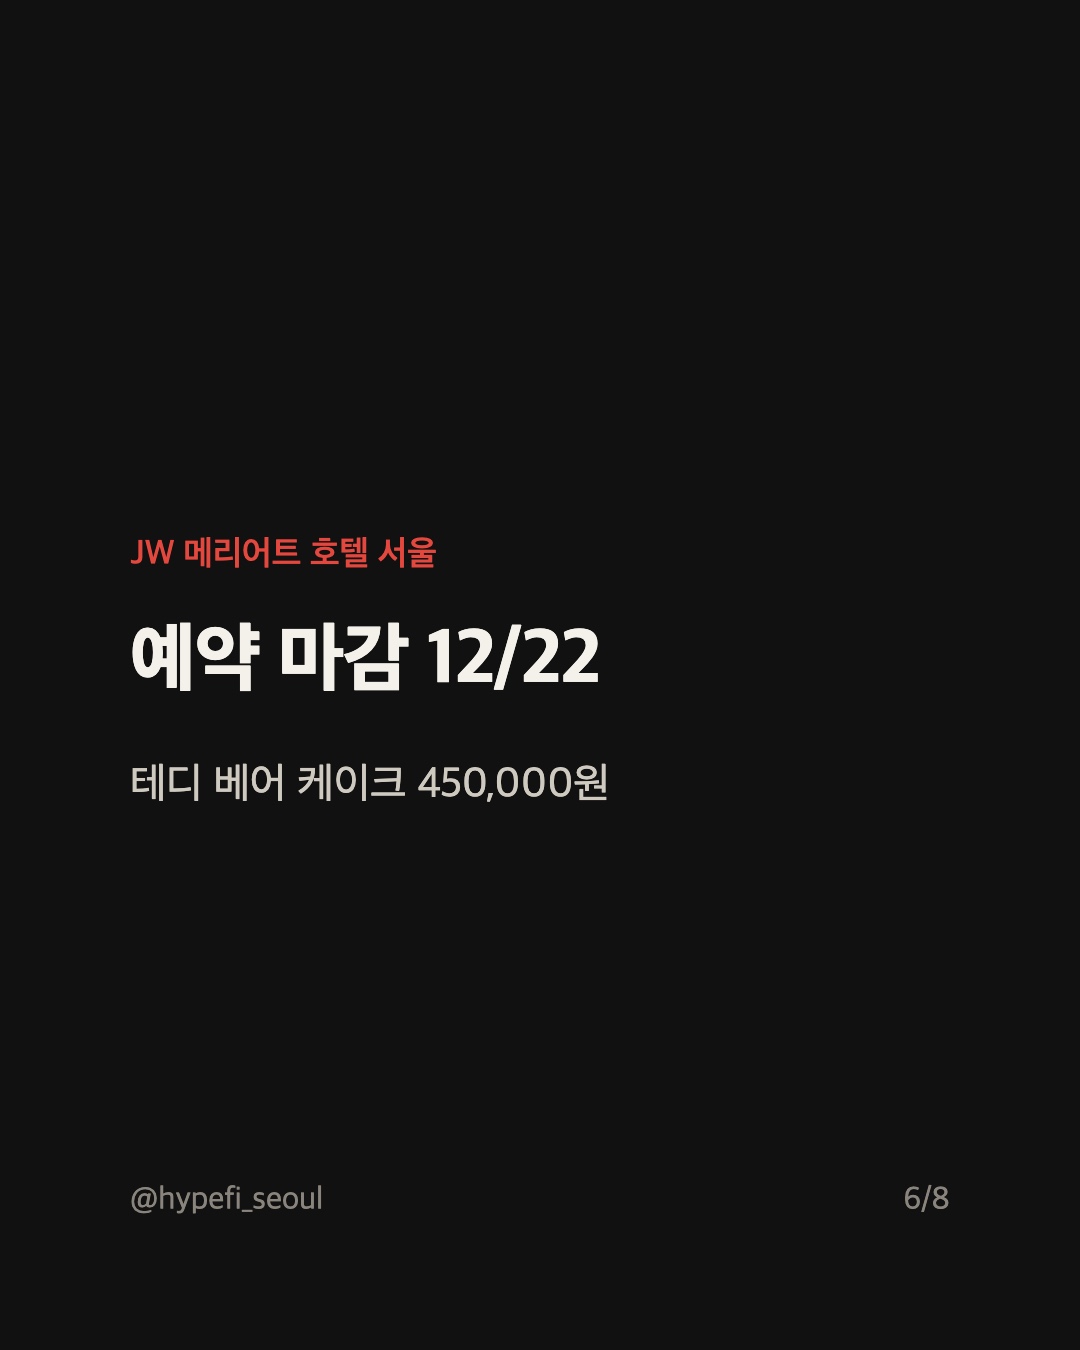 JW 메리어트 호텔 서울
예약 마감 12/22
테디 베어 케이크 450,000원
@hypefi_seoul
6/8